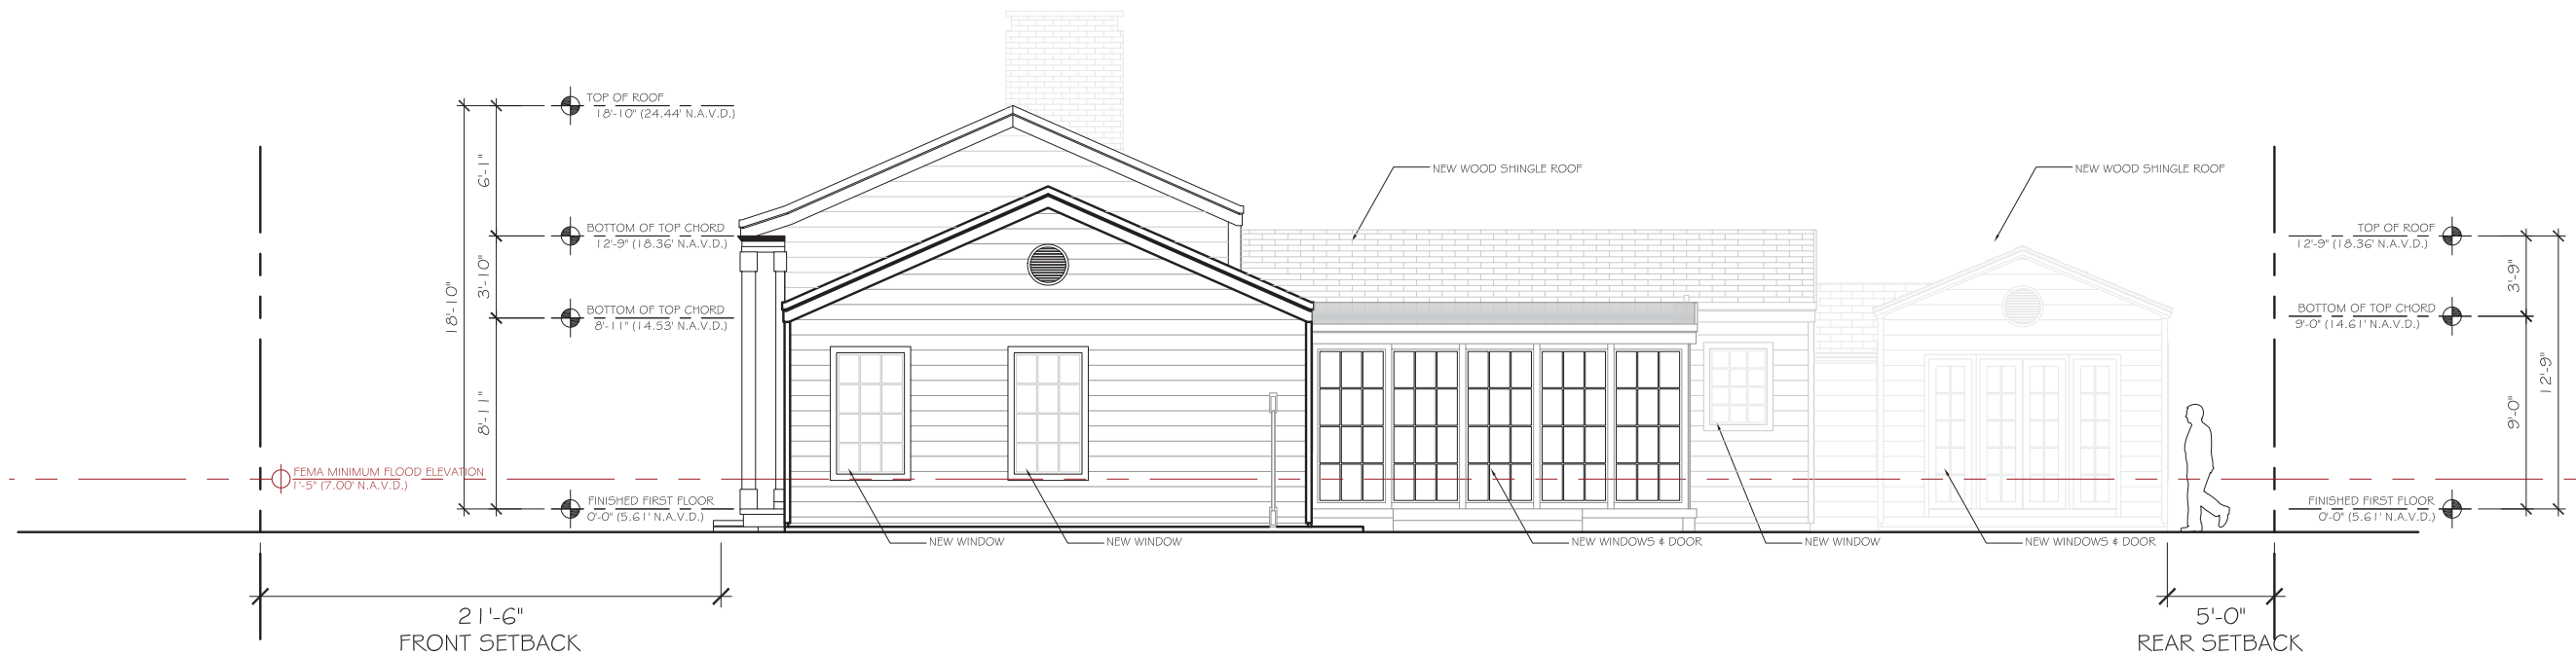 TOP OF ROOF
18'-10" (24.44' N.A.V.D.)
6'-1"
NEW WOOD SHINGLE ROOF
NEW WOOD SHINGLE ROOF
BOTTOM OF TOP CHORD
12'-9" (18.36' N.A.V.D.)
TOP OF ROOF
12'-9" (18.36' N.A.V.D.)
3'-10"
3'-9"
18'-10"
BOTTOM OF TOP CHORD
8'-11" (14.53' N.A.V.D.)
BOTTOM OF TOP CHORD
9'-0" (14.61' N.A.V.D.)
12'-9"
8'-11"
9'-0"
FEMA MINIMUM FLOOD ELEVATION
1'-5" (7.00' N.A.V.D.)
FINISHED FIRST FLOOR
0'-0" (5.61' N.A.V.D.)
FINISHED FIRST FLOOR
0'-0" (5.61' N.A.V.D.)
NEW WINDOW
NEW WINDOW
NEW WINDOWS & DOOR
NEW WINDOW
NEW WINDOWS & DOOR
21'-6"
FRONT SETBACK
5'-0"
REAR SETBACK